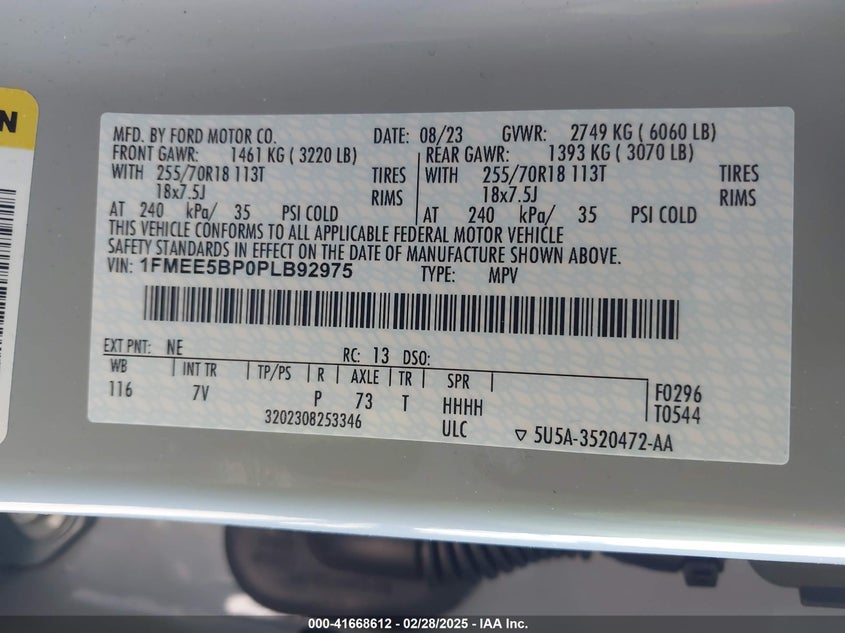 N
MFD. BY FORD MOTOR CO. DATE: 08/23 GVWR: 2749 KG ( 6060 LB)
FRONT GAWR: 1461 KG ( 3220 LB) REAR GAWR: 1393 KG ( 3070 LB)
WITH 255/70R18 113T TIRES WITH 255/70R18 113T TIRES
18x7.5J RIMS 18x7.5J RIMS
AT 240 kPa/ 35 PSI COLD AT 240 kPa/ 35 PSI COLD
THIS VEHICLE CONFORMS TO ALL APPLICABLE FEDERAL MOTOR VEHICLE
SAFETY STANDARDS IN EFFECT ON THE DATE OF MANUFACTURE SHOWN ABOVE.
VIN: 1FMEE5BP0PLB92975 TYPE: MPV
EXT PNT: NE RC: 13 DSO:
WB INT TR TP/PS R AXLE TR SPR F0296
116 7V P 73 T HHHH T0544
3202308253346 ULC ▽ 5U5A-3520472-AA
000-41668612 - 02/28/2025 - IAA Inc.